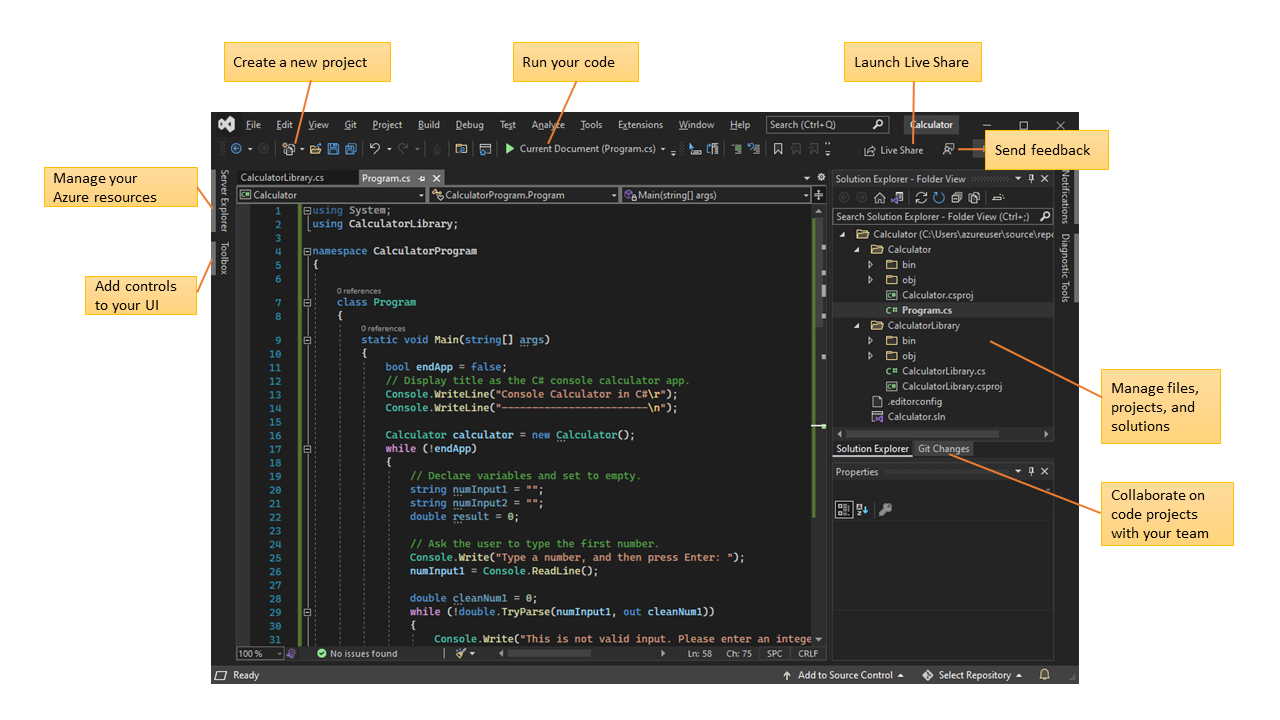 Create a new project
Run your code
Launch Live Share
File Edit View Git Project Build Debug Test Analyze Tools Extensions Window Help Search (Ctrl+Q) Calculator
Current Document (Program.cs)
Live Share
Send feedback
Manage your
Azure resources
Add controls
to your UI
Server Explorer
Toolbox
CalculatorLibrary.cs Program.cs
Calculator CalculatorProgram.Program Main(string[] args)
1 using System;
2 using CalculatorLibrary;
3
4 namespace CalculatorProgram
5 {
6
0 references
7 class Program
8 {
0 references
9 static void Main(string[] args)
10 {
11 bool endApp = false;
12 // Display title as the C# console calculator app.
13 Console.WriteLine("Console Calculator in C#\r");
14 Console.WriteLine("------------------------\n");
15
16 Calculator calculator = new Calculator();
17 while (!endApp)
18 {
19 // Declare variables and set to empty.
20 string numInput1 = "";
21 string numInput2 = "";
22 double result = 0;
23
24 // Ask the user to type the first number.
25 Console.Write("Type a number, and then press Enter: ");
26 numInput1 = Console.ReadLine();
27
28 double cleanNum1 = 0;
29 while (!double.TryParse(numInput1, out cleanNum1))
30 {
31 Console.Write("This is not valid input. Please enter an intege
100 % No issues found Ln: 58 Ch: 75 SPC CRLF
Solution Explorer - Folder View
Search Solution Explorer - Folder View (Ctrl+;)
Calculator (C:\Users\azureuser\source\repo
Calculator
bin
obj
Calculator.csproj
C# Program.cs
CalculatorLibrary
bin
obj
C# CalculatorLibrary.cs
CalculatorLibrary.csproj
.editorconfig
Calculator.sln
Solution Explorer Git Changes
Properties
Notifications
Diagnostic Tools
Manage files,
projects, and
solutions
Collaborate on
code projects
with your team
Ready Add to Source Control Select Repository